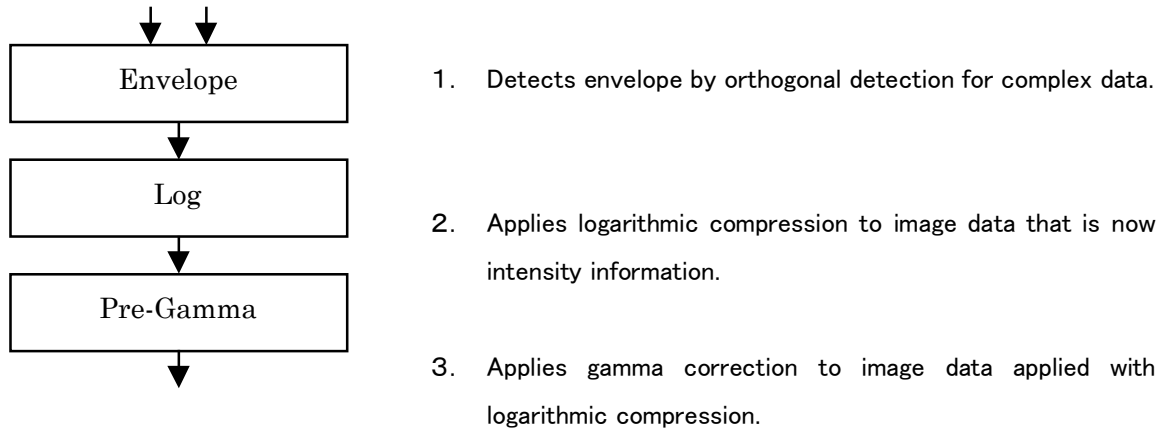 Envelope
1. Detects envelope by orthogonal detection for complex data.
Log
2. Applies logarithmic compression to image data that is now
intensity information.
Pre-Gamma
3. Applies gamma correction to image data applied with
logarithmic compression.